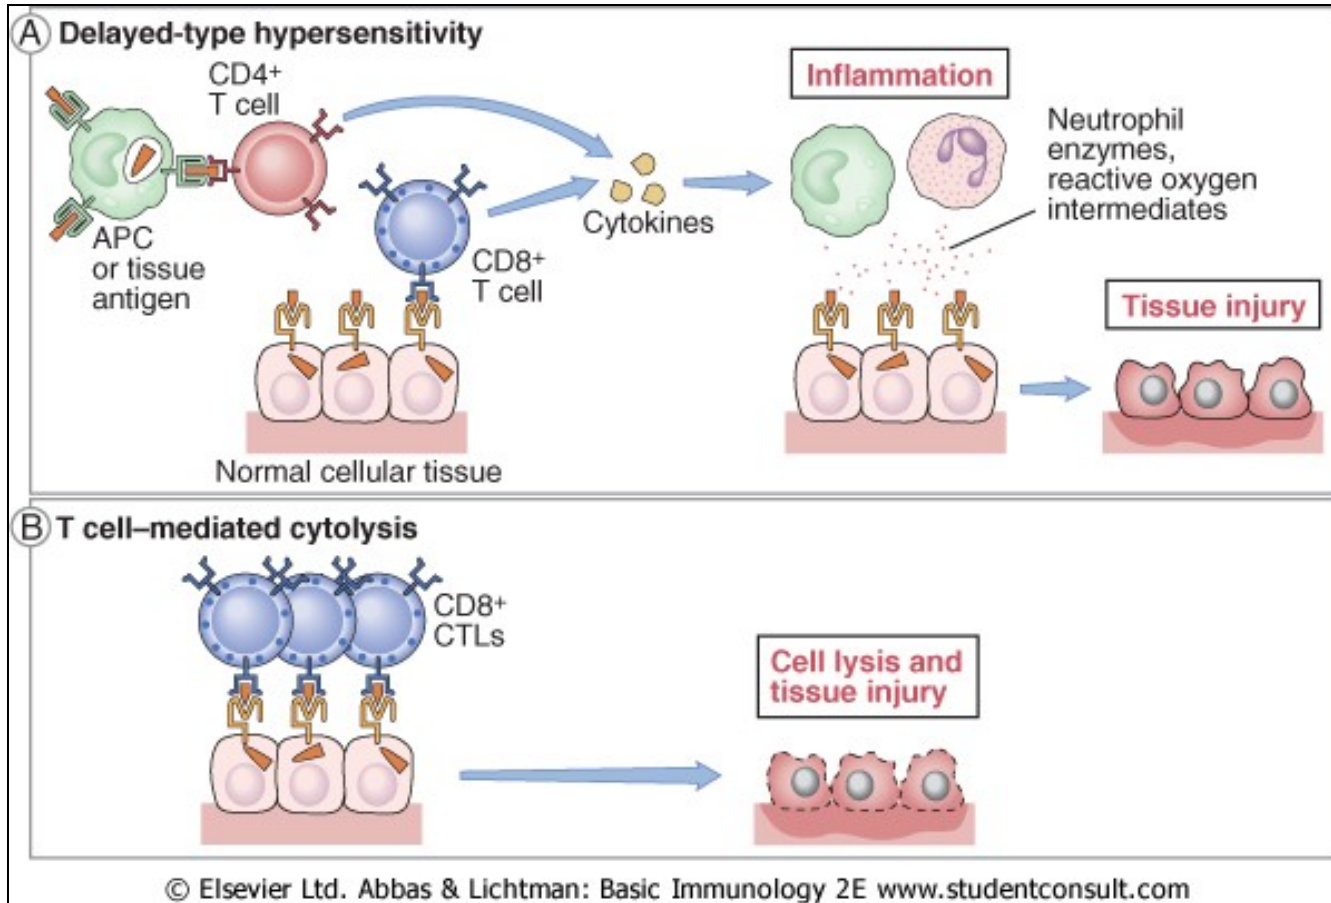 A Delayed-type hypersensitivity
CD4+
T cell
APC
or tissue
antigen
CD8+
T cell
Cytokines
Inflammation
Neutrophil
enzymes,
reactive oxygen
intermediates
Tissue injury
Normal cellular tissue
B T cell–mediated cytolysis
CD8+
CTLs
Cell lysis and
tissue injury
© Elsevier Ltd. Abbas & Lichtman: Basic Immunology 2E www.studentconsult.com